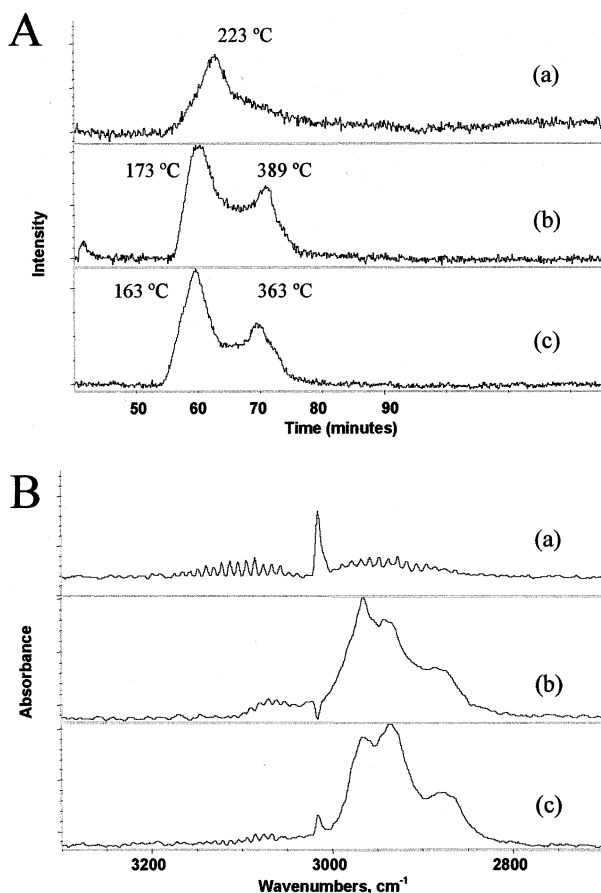 A
223 ºC
(a)
173 ºC 389 ºC
(b)
163 ºC 363 ºC
(c)
Intensity
50 60 70 80 90
Time (minutes)
B
(a)
(b)
(c)
Absorbance
3200 3000 2800
Wavenumbers, cm⁻¹